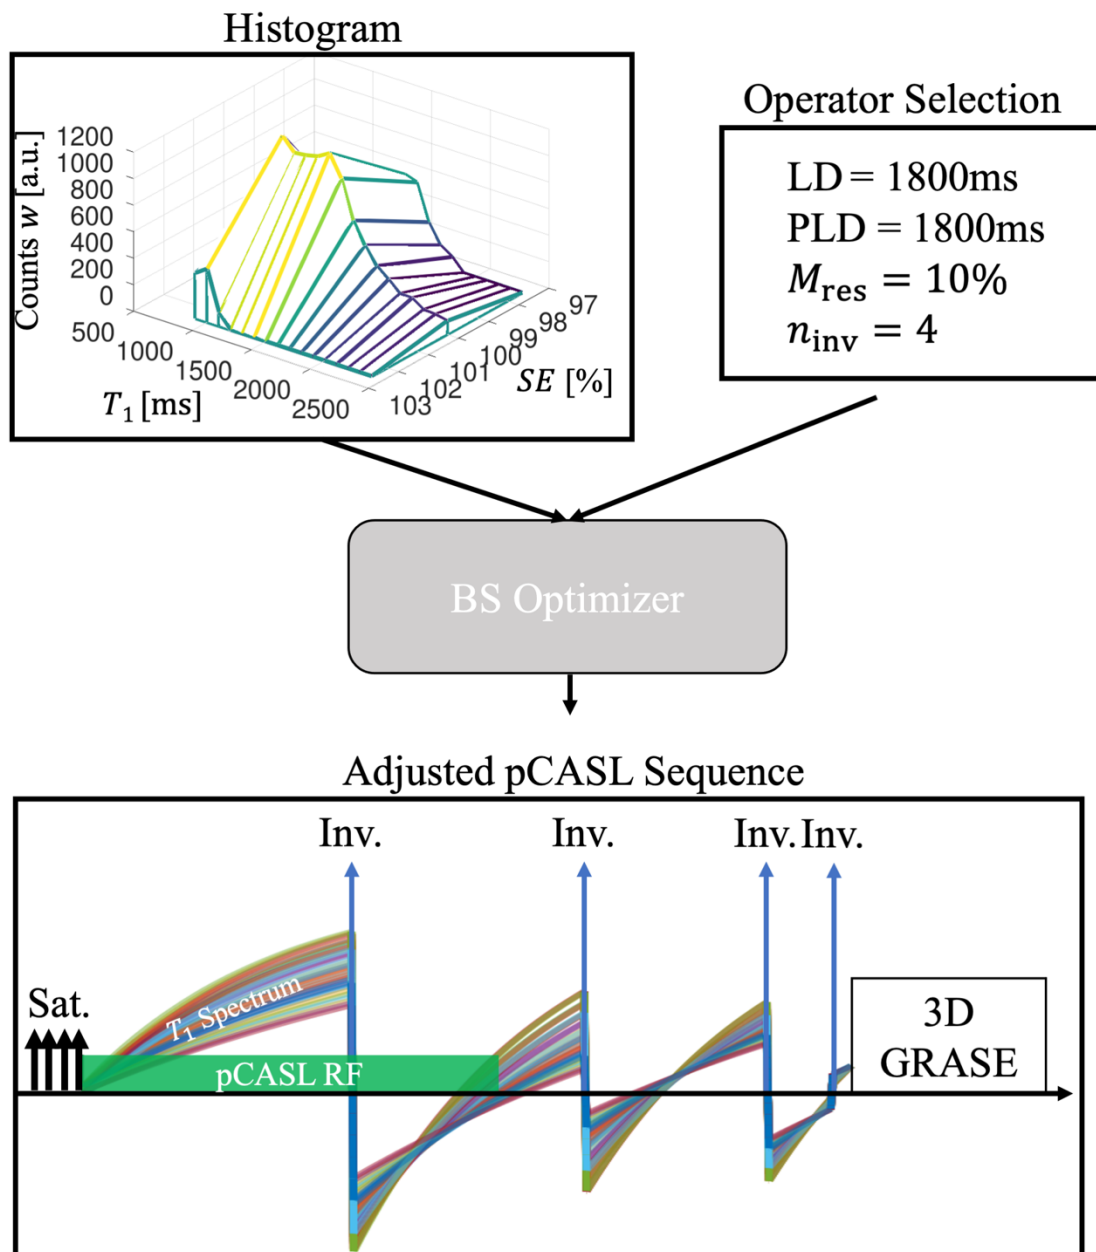 Histogram
Counts w [a.u.]
1200
1000
800
600
400
200
0
500
1000
1500
2000
2500
T₁ [ms]
103
102
101
100
99
98
97
SE [%]
Operator Selection
LD = 1800ms
PLD = 1800ms
M_res = 10%
n_inv = 4
BS Optimizer
Adjusted pCASL Sequence
Inv.
Inv.
Inv.
Inv.
Sat.
T₁ Spectrum
pCASL RF
3D
GRASE